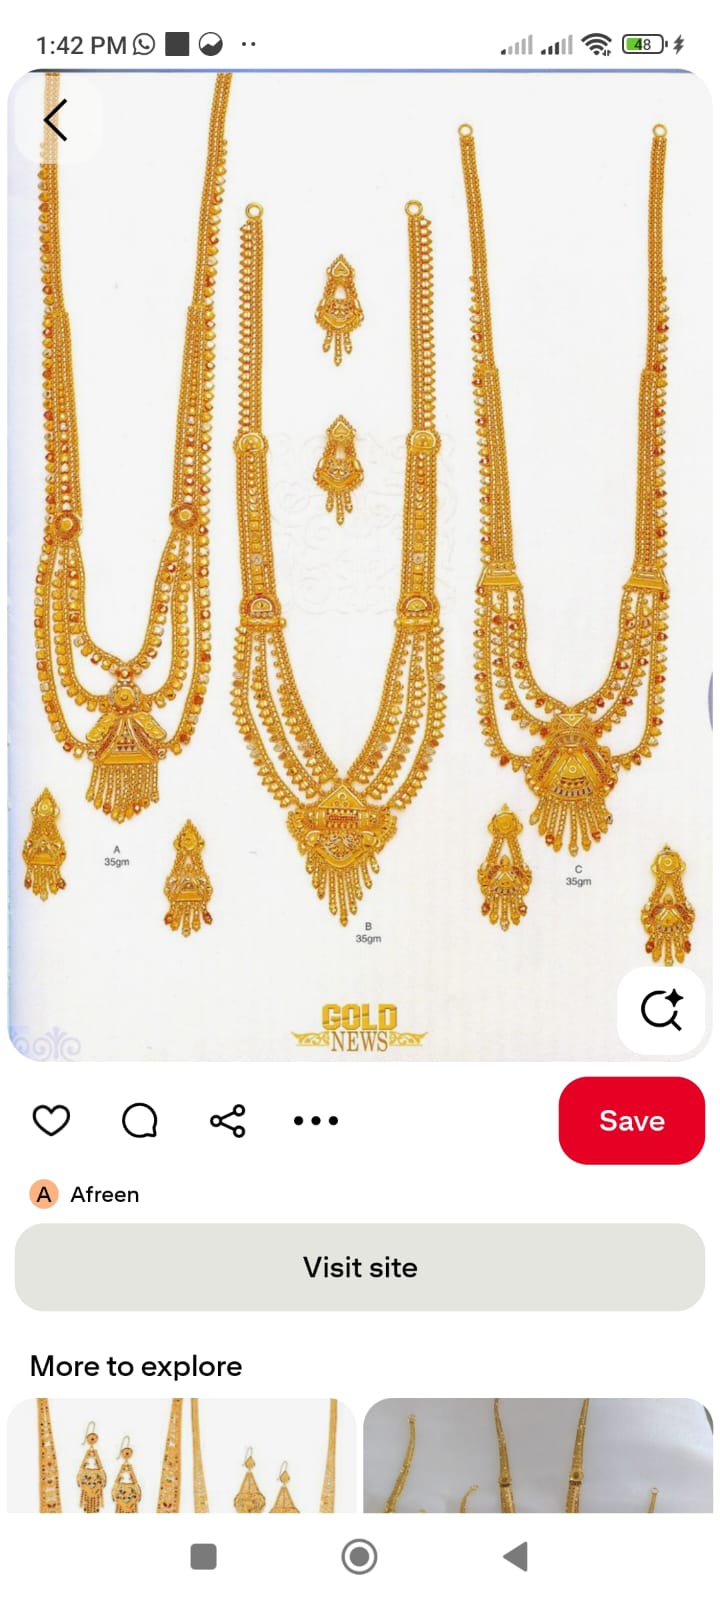 1:42 PM
48
A
35gm
B
35gm
C
35gm
GOLD
NEWS
Save
A Afreen
Visit site
More to explore